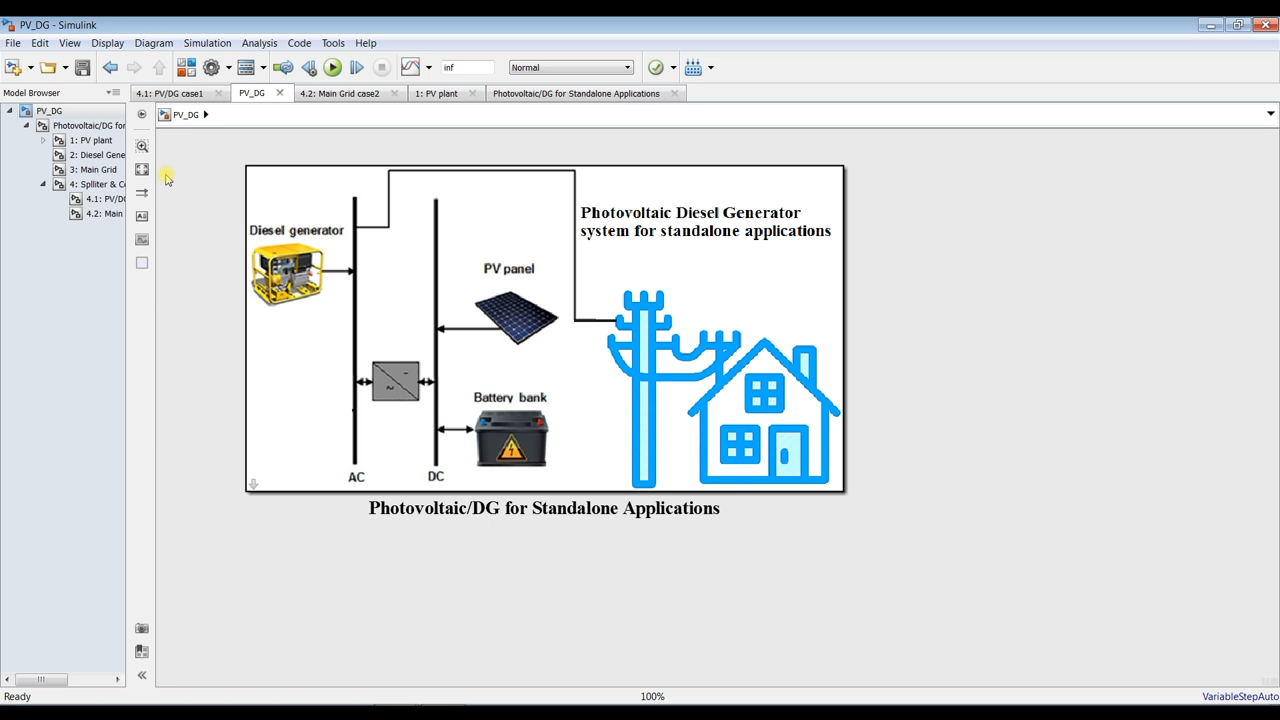 PV_DG - Simulink
File Edit View Display Diagram Simulation Analysis Code Tools Help
inf Normal
Model Browser
4.1: PV/DG case1 PV_DG 4.2: Main Grid case2 1: PV plant Photovoltaic/DG for Standalone Applications
PV_DG
PV_DG
Photovoltaic/DG for
1: PV plant
2: Diesel Gene
3: Main Grid
4: Splliter & Co
4.1: PV/DG
4.2: Main
Photovoltaic Diesel Generator
system for standalone applications
Diesel generator
PV panel
Battery bank
AC
DC
Photovoltaic/DG for Standalone Applications
Ready
100%
VariableStepAuto